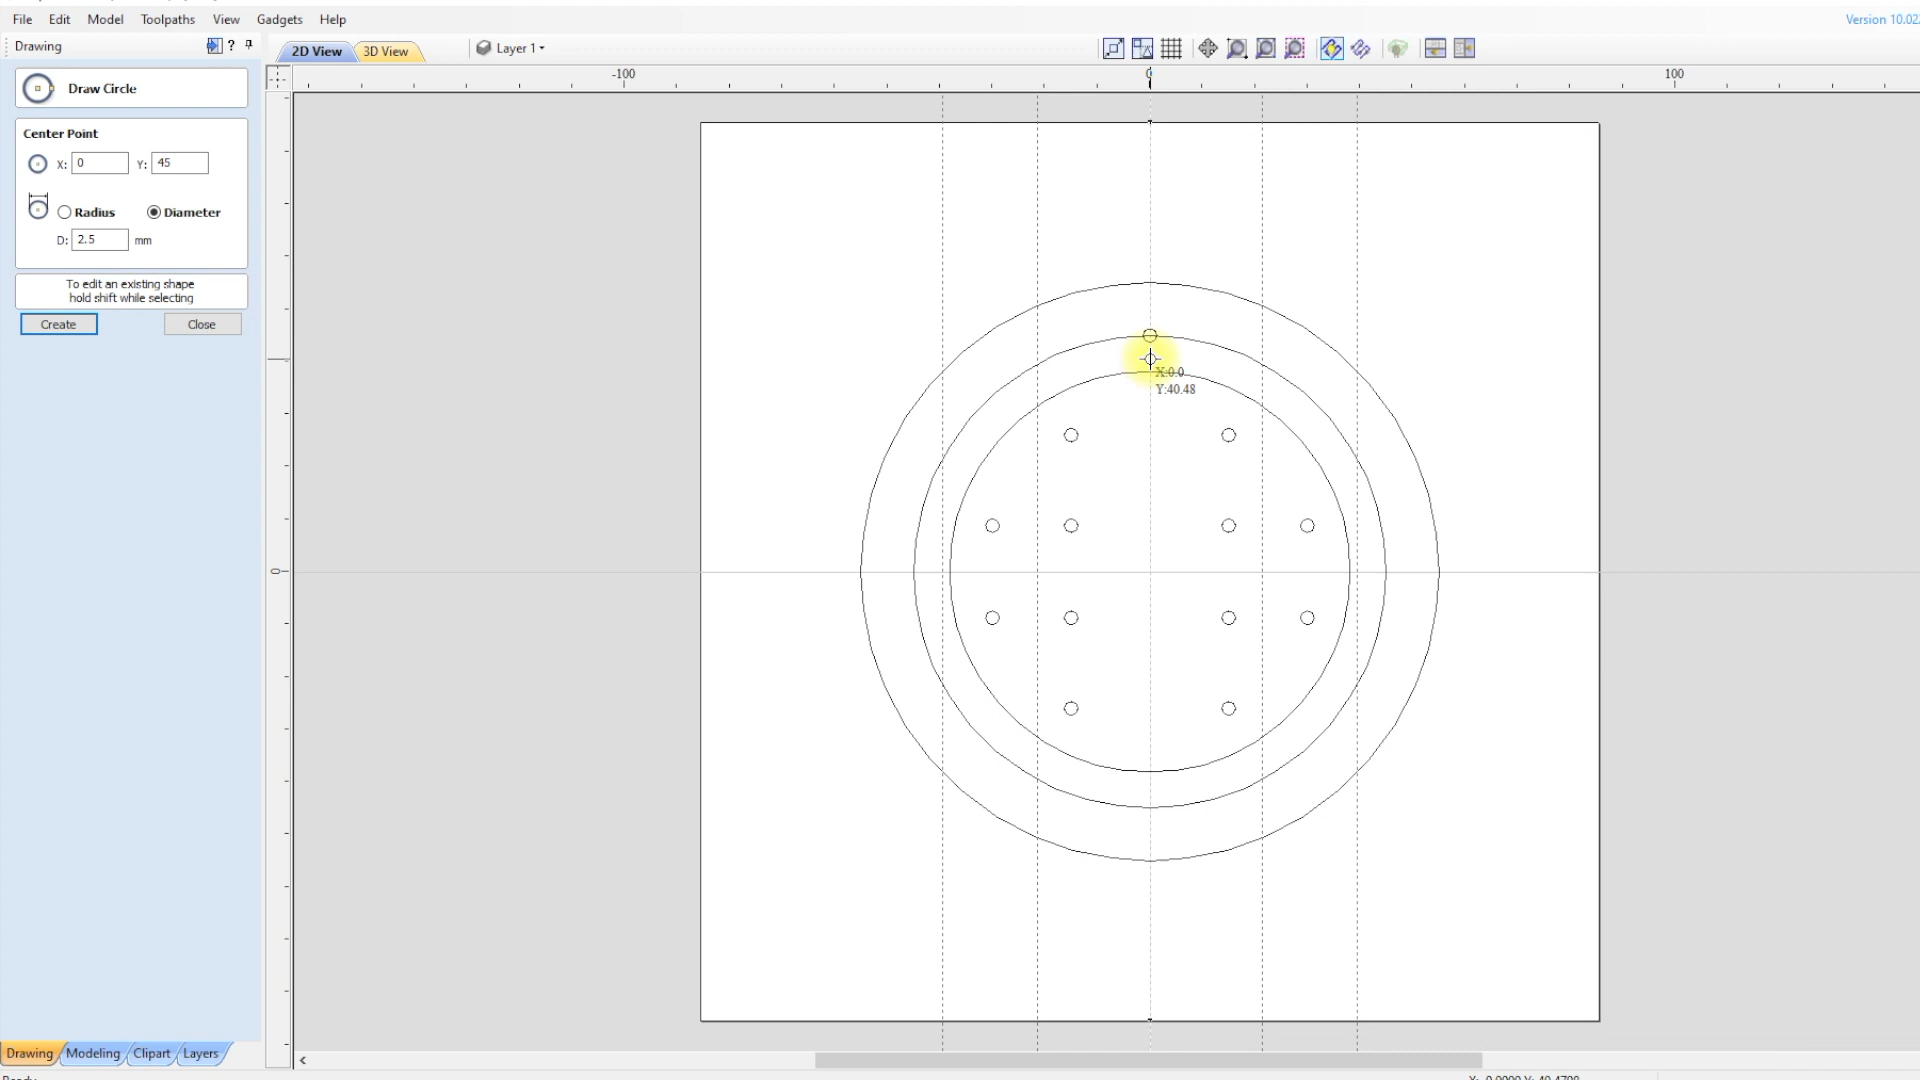 File Edit Model Toolpaths View Gadgets Help
Version 10.02
Drawing ?
2D View 3D View Layer 1
-100 0 100
Draw Circle
Center Point
X: 0 Y: 45
Radius Diameter
D: 2.5 mm
To edit an existing shape
hold shift while selecting
Create Close
X:0.0
Y:40.48
0
Drawing Modeling Clipart Layers